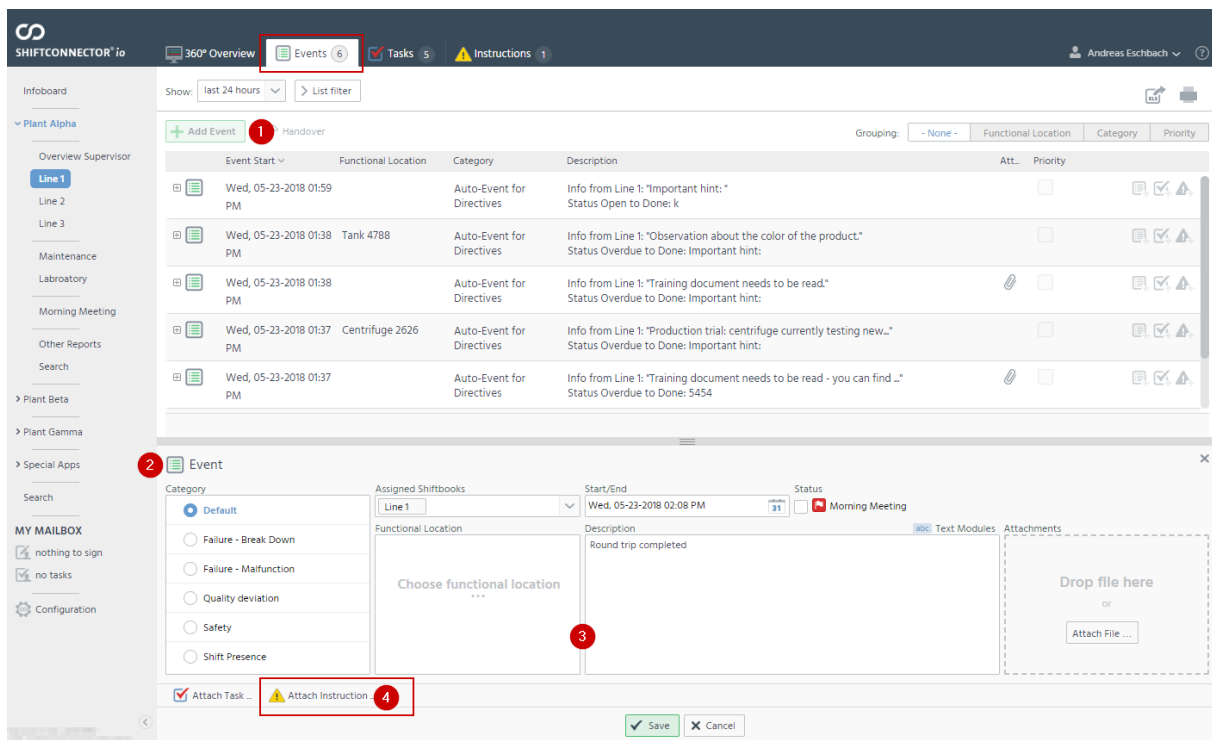 SHIFTCONNECTOR® io
360° Overview
Events 6
Tasks 5
Instructions 1
Andreas Eschbach
?
Infoboard
Plant Alpha
Overview Supervisor
Line 1
Line 2
Line 3
Maintenance
Labroatory
Morning Meeting
Other Reports
Search
Plant Beta
Plant Gamma
Special Apps
Search
MY MAILBOX
nothing to sign
no tasks
Configuration
Show: last 24 hours
List filter
XLS
Add Event 1 Handover
Grouping: - None - Functional Location Category Priority
Event Start Functional Location Category Description Att.. Priority
Wed, 05-23-2018 01:59 Auto-Event for Info from Line 1: "Important hint: "
PM Directives Status Open to Done: k
Wed, 05-23-2018 01:38 Tank 4788 Auto-Event for Info from Line 1: "Observation about the color of the product."
PM Directives Status Overdue to Done: Important hint:
Wed, 05-23-2018 01:38 Auto-Event for Info from Line 1: "Training document needs to be read."
PM Directives Status Overdue to Done: Important hint:
Wed, 05-23-2018 01:37 Centrifuge 2626 Auto-Event for Info from Line 1: "Production trial: centrifuge currently testing new..."
PM Directives Status Overdue to Done: Important hint:
Wed, 05-23-2018 01:37 Auto-Event for Info from Line 1: "Training document needs to be read - you can find ..."
PM Directives Status Overdue to Done: 5454
2 Event
Category
Default
Failure - Break Down
Failure - Malfunction
Quality deviation
Safety
Shift Presence
Assigned Shiftbooks
Line 1
Functional Location
Choose functional location
...
Start/End
Wed, 05-23-2018 02:08 PM 31
Status
Morning Meeting
Description abc Text Modules
Round trip completed
3
Attachments
Drop file here
or
Attach File ...
Attach Task ... Attach Instruction 4
Save Cancel